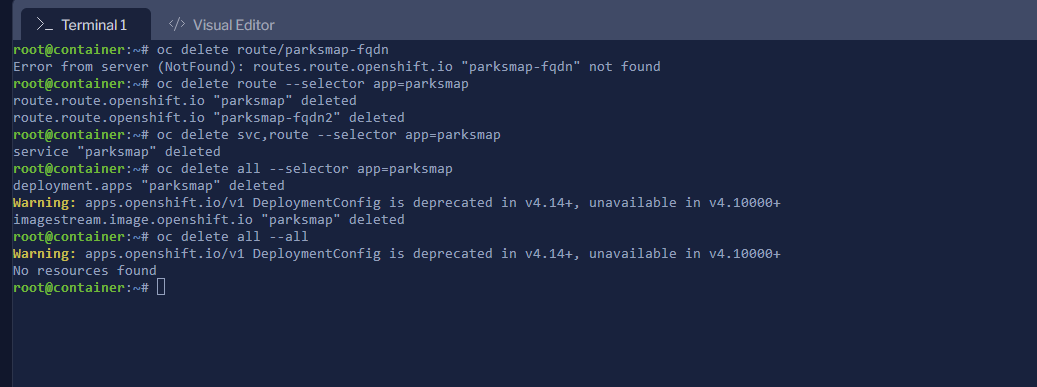 >_ Terminal 1 </> Visual Editor
root@container:~# oc delete route/parksmap-fqdn
Error from server (NotFound): routes.route.openshift.io "parksmap-fqdn" not found
root@container:~# oc delete route --selector app=parksmap
route.route.openshift.io "parksmap" deleted
route.route.openshift.io "parksmap-fqdn2" deleted
root@container:~# oc delete svc,route --selector app=parksmap
service "parksmap" deleted
root@container:~# oc delete all --selector app=parksmap
deployment.apps "parksmap" deleted
Warning: apps.openshift.io/v1 DeploymentConfig is deprecated in v4.14+, unavailable in v4.10000+
imagestream.image.openshift.io "parksmap" deleted
root@container:~# oc delete all --all
Warning: apps.openshift.io/v1 DeploymentConfig is deprecated in v4.14+, unavailable in v4.10000+
No resources found
root@container:~#